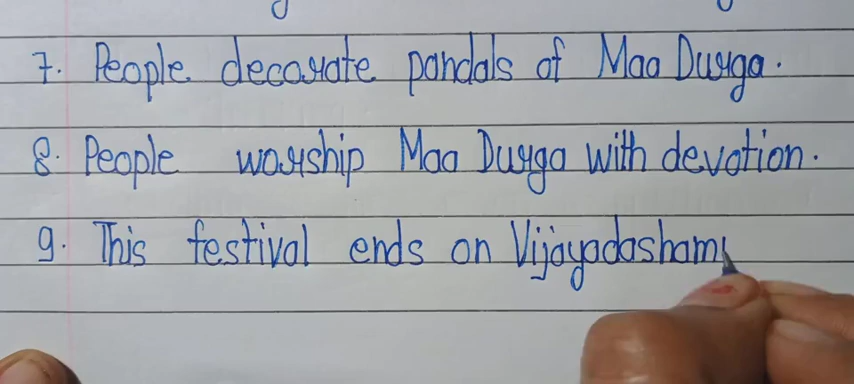 7. People decorate pandals of Maa Durga.
8. People worship Maa Durga with devotion.
9. This festival ends on Vijayadashami